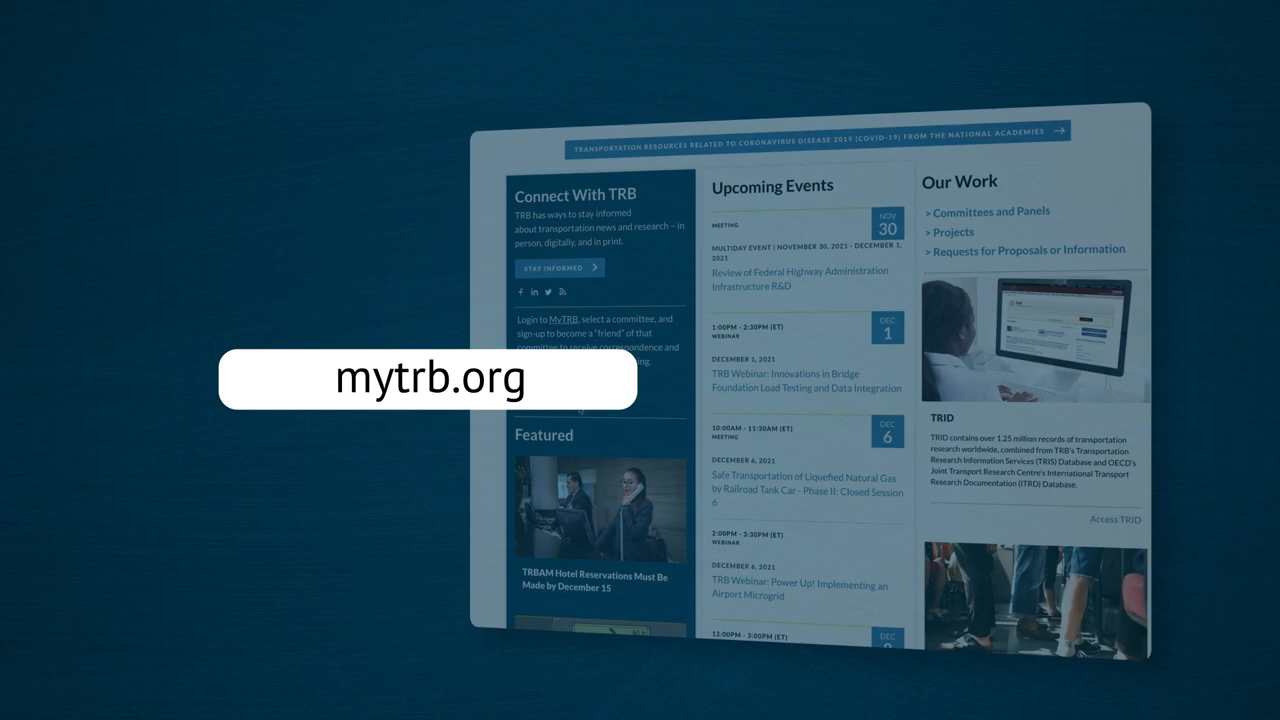 TRANSPORTATION RESOURCES RELATED TO CORONAVIRUS DISEASE 2019 (COVID-19) FROM THE NATIONAL ACADEMIES
Connect With TRB
TRB has ways to stay informed
about transportation news and research – in
person, digitally, and in print.
STAY INFORMED
Login to MyTRB, select a committee, and
sign-up to become a "friend" of that
committee to receive correspondence and
mytrb.org
Featured
TRBAM Hotel Reservations Must Be
Made by December 15
Upcoming Events
NOV
30
MEETING
MULTIDAY EVENT | NOVEMBER 30, 2021 - DECEMBER 1,
2021
Review of Federal Highway Administration
Infrastructure R&D
DEC
1
1:00PM - 2:30PM (ET)
WEBINAR
DECEMBER 1, 2021
TRB Webinar: Innovations in Bridge
Foundation Load Testing and Data Integration
DEC
6
10:00AM - 11:30AM (ET)
MEETING
DECEMBER 6, 2021
Safe Transportation of Liquefied Natural Gas
by Railroad Tank Car - Phase II: Closed Session
6
2:00PM - 3:30PM (ET)
WEBINAR
DECEMBER 6, 2021
TRB Webinar: Power Up! Implementing an
Airport Microgrid
12:00PM - 3:00PM (ET)
DEC
Our Work
> Committees and Panels
> Projects
> Requests for Proposals or Information
TRID
TRID contains over 1.25 million records of transportation
research worldwide, combined from TRB's Transportation
Research Information Services (TRIS) Database and OECD's
Joint Transport Research Centre's International Transport
Research Documentation (ITRD) Database.
Access TRID